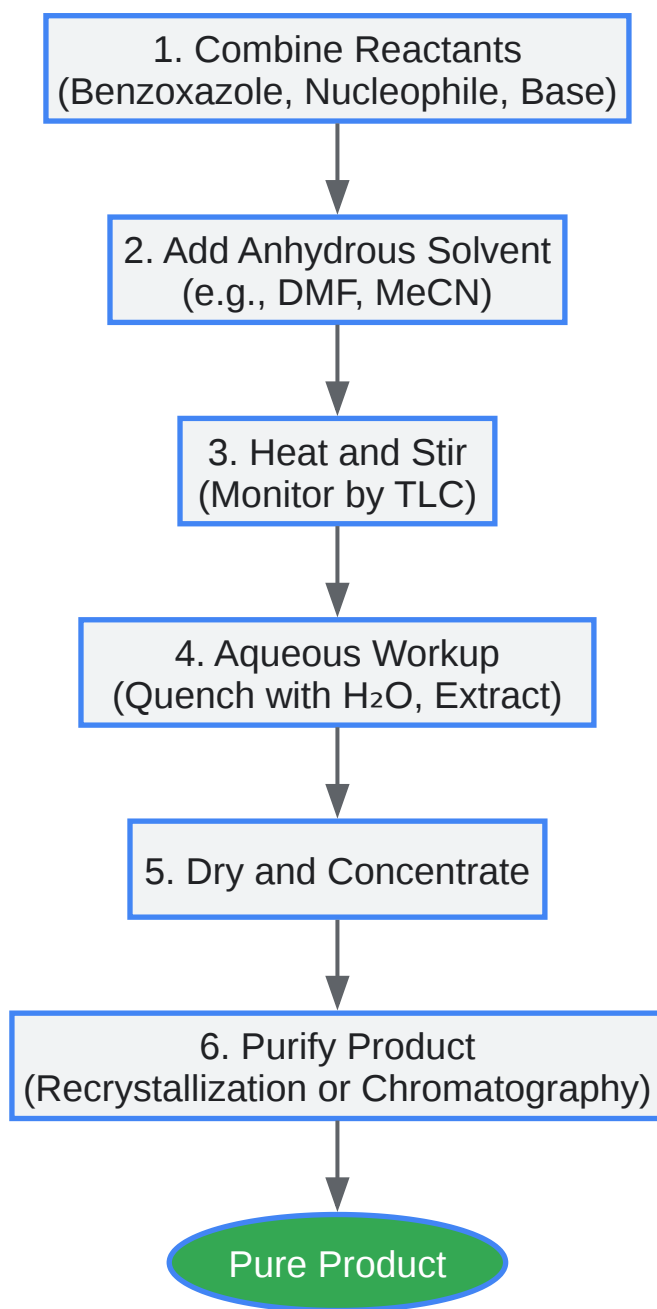 1. Combine Reactants
(Benzoxazole, Nucleophile, Base)
2. Add Anhydrous Solvent
(e.g., DMF, MeCN)
3. Heat and Stir
(Monitor by TLC)
4. Aqueous Workup
(Quench with H₂O, Extract)
5. Dry and Concentrate
6. Purify Product
(Recrystallization or Chromatography)
Pure Product